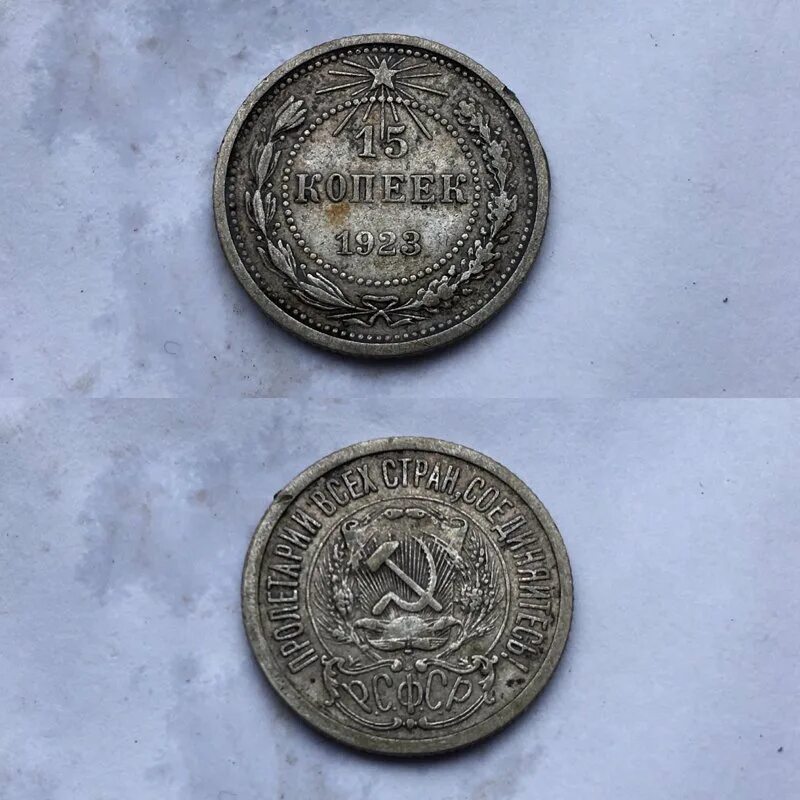 15
КОПЕЕК
1923
ПРОЛЕТАРИИ ВСЕХ СТРАН, СОЕДИНЯЙТЕСЬ!
Р.С.Ф.С.Р.